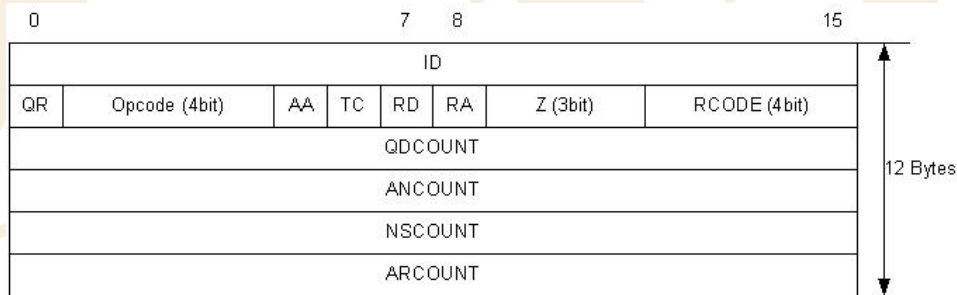 0 7 8 15
ID
QR Opcode (4bit) AA TC RD RA Z (3bit) RCODE (4bit)
QDCOUNT
12 Bytes
ANCOUNT
NSCOUNT
ARCOUNT